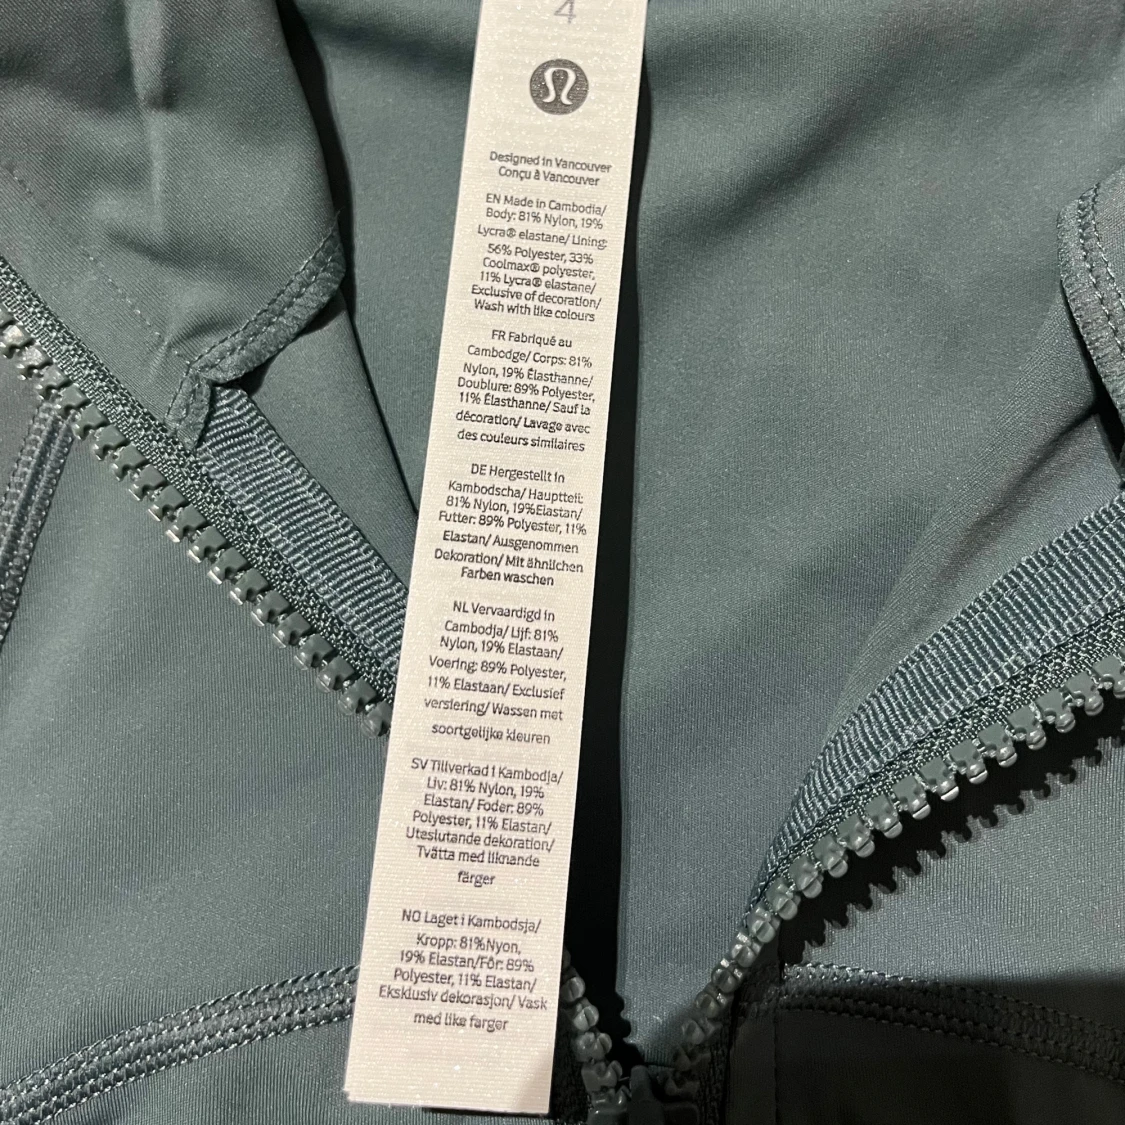 4
Designed in Vancouver
Conçu à Vancouver
EN Made in Cambodia/
Body: 81% Nylon, 19%
Lycra® elastane/ Lining:
56% Polyester, 33%
Coolmax® polyester,
11% Lycra® elastane/
Exclusive of decoration/
Wash with like colours
FR Fabriqué au
Cambodge/ Corps: 81%
Nylon, 19% Élasthanne/
Doublure: 89% Polyester,
11% Élasthanne/ Sauf la
décoration/ Lavage avec
des couleurs similaires
DE Hergestellt in
Kambodscha/ Hauptteil:
81% Nylon, 19%Elastan/
Futter: 89% Polyester, 11%
Elastan/ Ausgenommen
Dekoration/ Mit ähnlichen
Farben waschen
NL Vervaardigd in
Cambodja/ Lijf: 81%
Nylon, 19% Elastaan/
Voering: 89% Polyester,
11% Elastaan/ Exclusief
versiering/ Wassen met
soortgelijke kleuren
SV Tillverkad i Kambodja/
Liv: 81% Nylon, 19%
Elastan/ Foder: 89%
Polyester, 11% Elastan/
Uteslutande dekoration/
Tvätta med liknande
färger
NO Laget i Kambodsja/
Kropp: 81%Nyon,
19% Elastan/Fôr: 89%
Polyester, 11% Elastan/
Eksklusiv dekorasjon/ Vask
med like farger